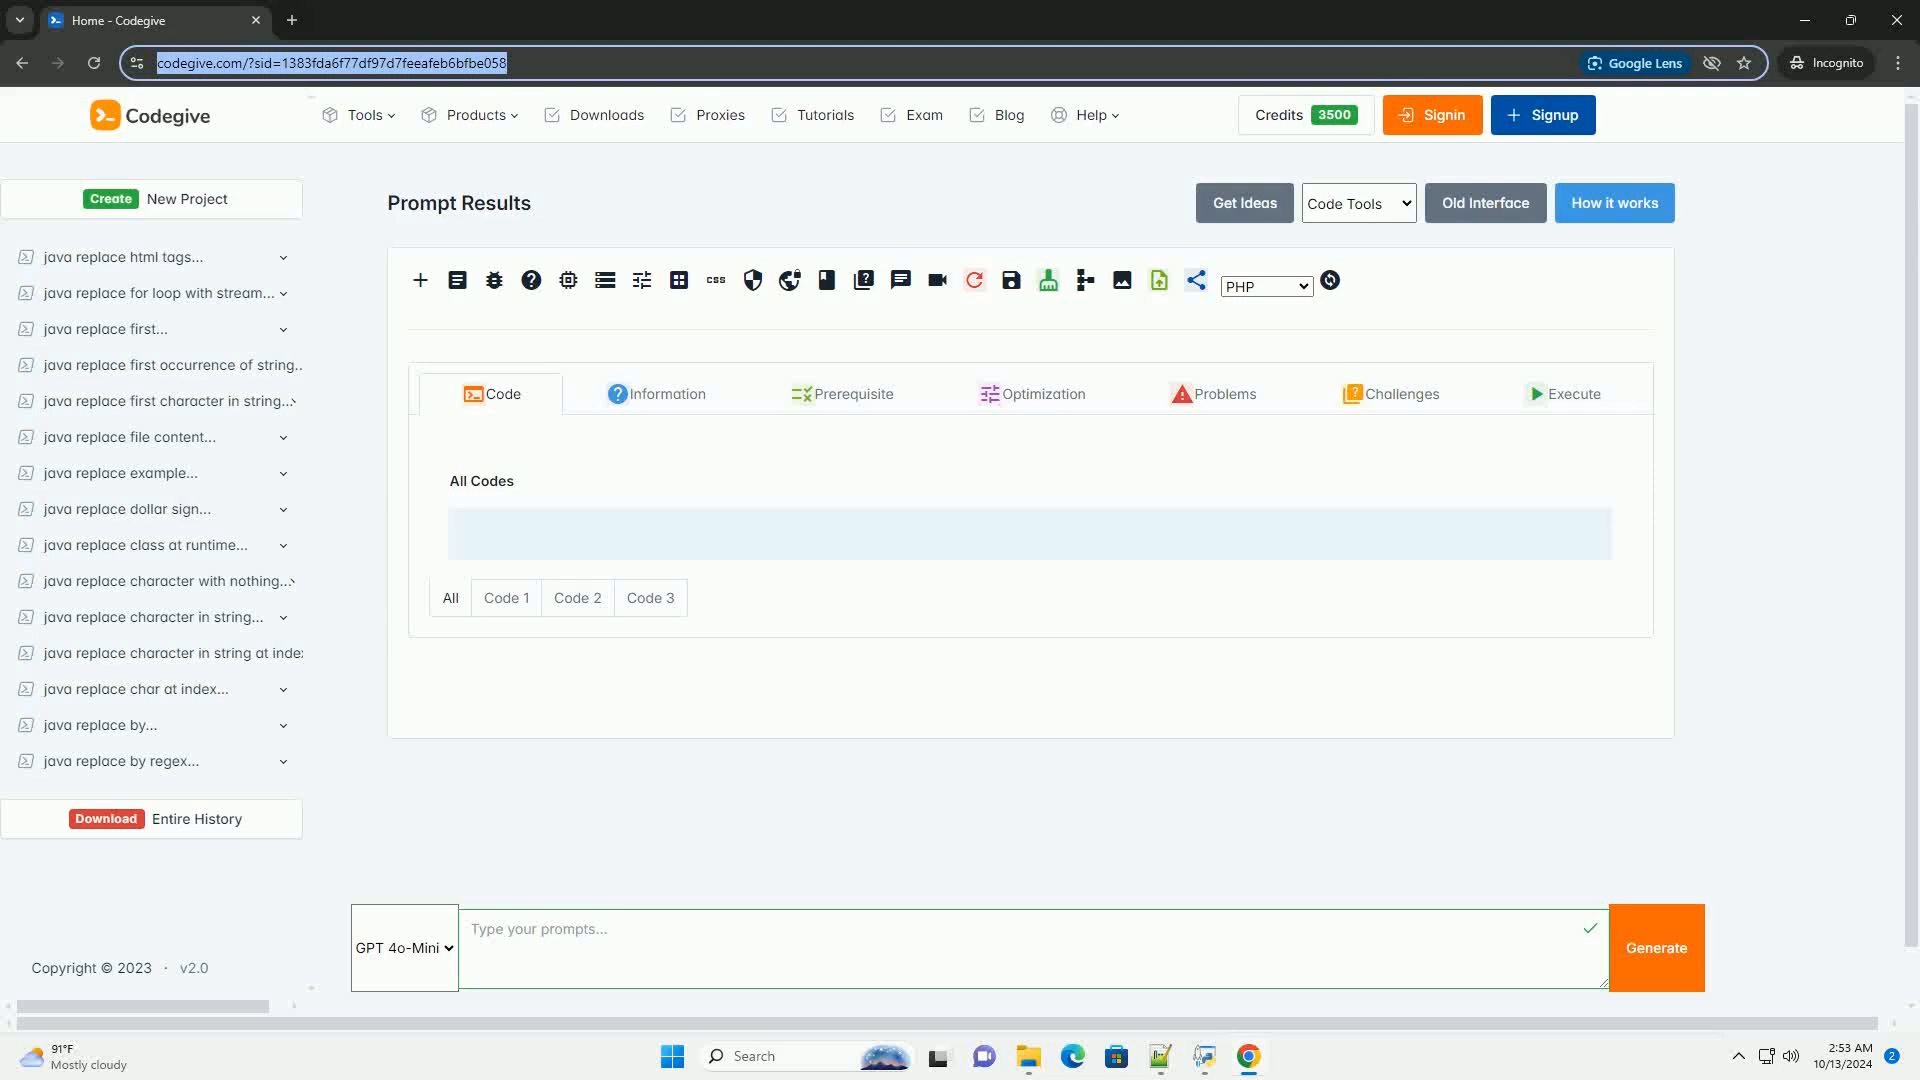 Home - Codegive
codegive.com/?sid=1383fda6f77df97d7feeafeb6bfbe058
Google Lens
Incognito
Codegive
Tools
Products
Downloads
Proxies
Tutorials
Exam
Blog
Help
Credits 3500
Signin
Signup
Create New Project
java replace html tags...
java replace for loop with stream...
java replace first...
java replace first occurrence of string..
java replace first character in string...
java replace file content...
java replace example...
java replace dollar sign...
java replace class at runtime...
java replace character with nothing...
java replace character in string...
java replace character in string at inde
java replace char at index...
java replace by...
java replace by regex...
Download Entire History
Copyright © 2023 · v2.0
Prompt Results
Get Ideas
Code Tools
Old Interface
How it works
css
PHP
Code
Information
Prerequisite
Optimization
Problems
Challenges
Execute
All Codes
All
Code 1
Code 2
Code 3
GPT 4o-Mini
Type your prompts...
Generate
91°F
Mostly cloudy
Search
2:53 AM
10/13/2024
2